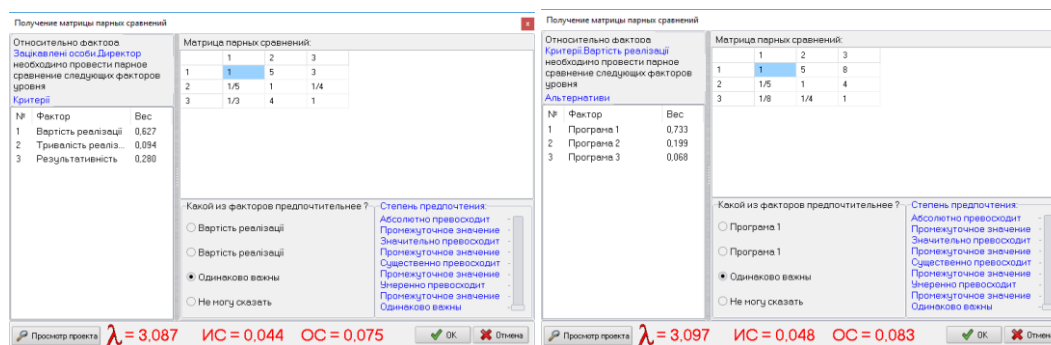 Получение матрицы парных сравнений
x
Относительно фактора
Зацікавлені особи.Директор
необходимо провести парное
сравнение следующих факторов
уровня
Критерії
№ Фактор Вес
1 Вартість реалізації 0,627
2 Тривалість реаліз... 0,094
3 Результативність 0,280
Матрица парных сравнений:
1 2 3
1 1 5 3
2 1/5 1 1/4
3 1/3 4 1
Какой из факторов предпочтительнее ?
Вартість реалізації
Вартість реалізації
Одинаково важны
Не могу сказать
Степень предпочтения:
Абсолютно превосходит
Промежуточное значение
Значительно превосходит
Промежуточное значение
Существенно превосходит
Промежуточное значение
Умеренно превосходит
Промежуточное значение
Одинаково важны
Просмотр проекта λ = 3,087 ИС = 0,044 ОС = 0,075 OK Отмена
Получение матрицы парных сравнений
Относительно фактора
Критерії.Вартість реалізації
необходимо провести парное
сравнение следующих факторов
уровня
Альтернативи
№ Фактор Вес
1 Програма 1 0,733
2 Програма 2 0,199
3 Програма 3 0,068
Матрица парных сравнений:
1 2 3
1 1 5 8
2 1/5 1 4
3 1/8 1/4 1
Какой из факторов предпочтительнее ?
Програма 1
Програма 1
Одинаково важны
Не могу сказать
Степень предпочтения:
Абсолютно превосходит
Промежуточное значение
Значительно превосходит
Промежуточное значение
Существенно превосходит
Промежуточное значение
Умеренно превосходит
Промежуточное значение
Одинаково важны
Просмотр проекта λ = 3,097 ИС = 0,048 ОС = 0,083 OK Отмена